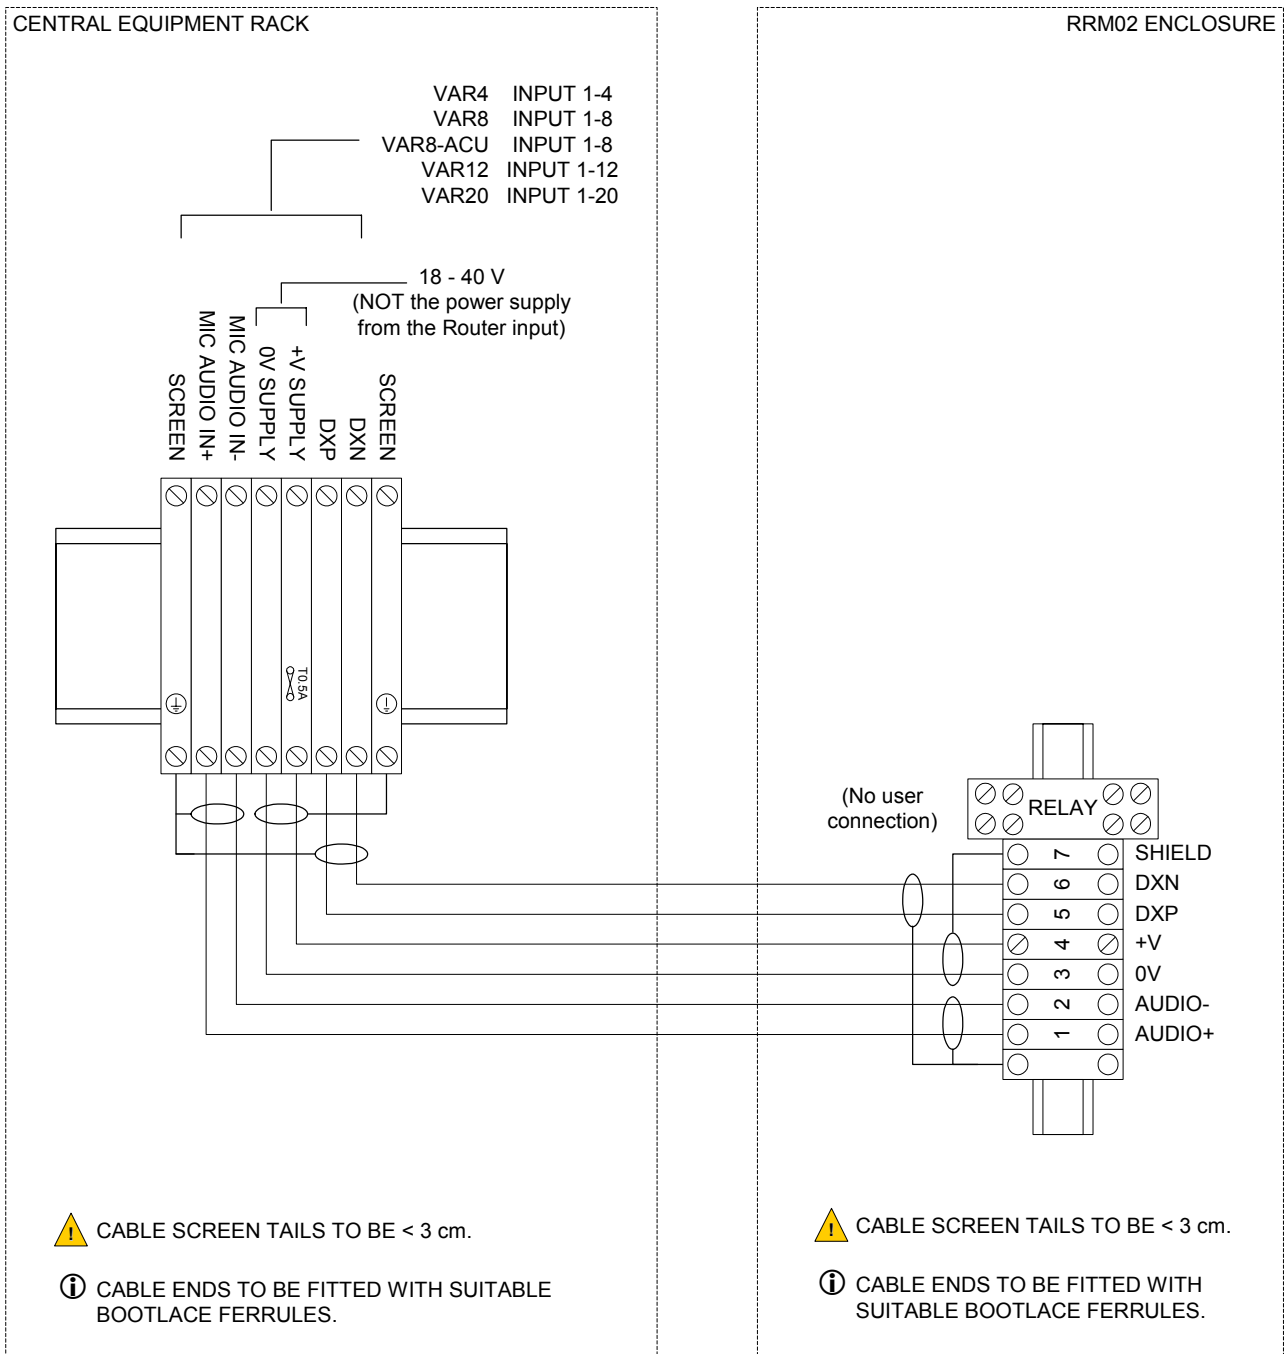 CENTRAL EQUIPMENT RACK
RRM02 ENCLOSURE
VAR4 INPUT 1-4
VAR8 INPUT 1-8
VAR8-ACU INPUT 1-8
VAR12 INPUT 1-12
VAR20 INPUT 1-20
18 - 40 V
(NOT the power supply
from the Router input)
SCREEN
MIC AUDIO IN+
MIC AUDIO IN-
0V SUPPLY
+V SUPPLY
DXP
DXN
SCREEN
T0.5A
(No user
connection)
RELAY
7 SHIELD
6 DXN
5 DXP
4 +V
3 0V
2 AUDIO-
1 AUDIO+
! CABLE SCREEN TAILS TO BE < 3 cm.
i CABLE ENDS TO BE FITTED WITH SUITABLE
BOOTLACE FERRULES.
! CABLE SCREEN TAILS TO BE < 3 cm.
i CABLE ENDS TO BE FITTED WITH
SUITABLE BOOTLACE FERRULES.